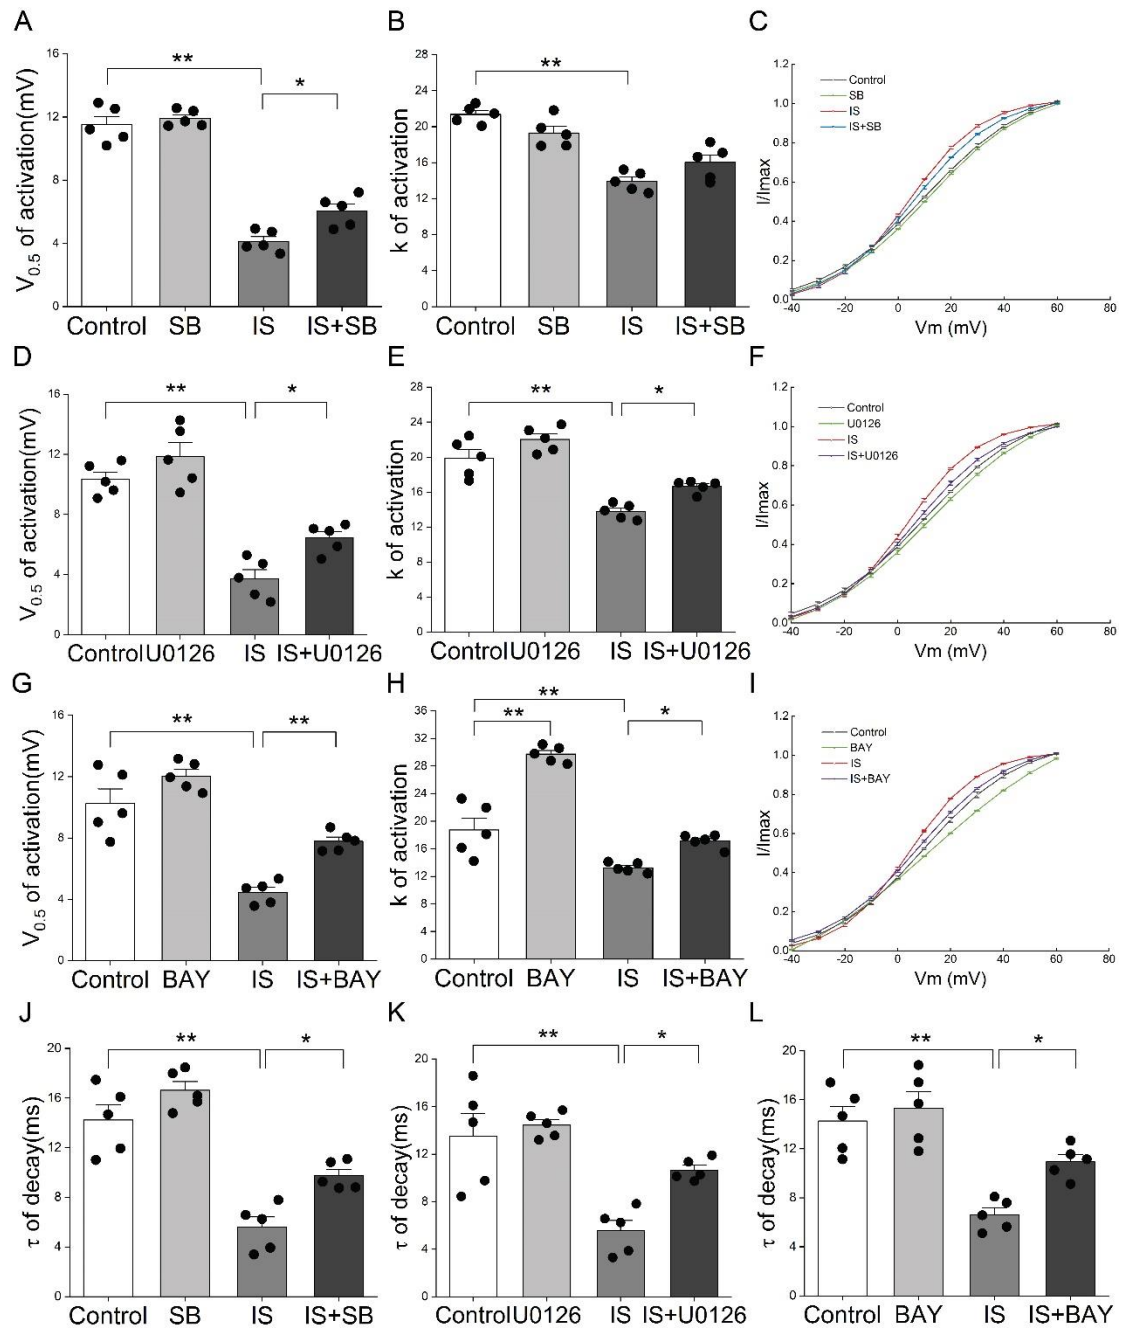 A
V0.5 of activation(mV)
16
12
8
4
0
**
*
Control SB IS IS+SB
B
k of activation
28
24
20
16
12
8
4
0
**
Control SB IS IS+SB
C
I/Imax
1.2
1.0
0.8
0.6
0.4
0.2
0.0
Control
SB
IS
IS+SB
-40 -20 0 20 40 60 80
Vm (mV)
D
V0.5 of activation(mV)
16
12
8
4
0
**
*
Control U0126 IS IS+U0126
E
k of activation
28
24
20
16
12
8
4
0
**
*
Control U0126 IS IS+U0126
F
I/Imax
1.2
1.0
0.8
0.6
0.4
0.2
0.0
Control
U0126
IS
IS+U0126
-40 -20 0 20 40 60 80
Vm (mV)
G
V0.5 of activation(mV)
16
12
8
4
0
**
**
Control BAY IS IS+BAY
H
k of activation
36
32
28
24
20
16
12
8
4
0
**
**
*
Control BAY IS IS+BAY
I
I/Imax
1.2
1.0
0.8
0.6
0.4
0.2
0.0
Control
BAY
IS
IS+BAY
-40 -20 0 20 40 60 80
Vm (mV)
J
τ of decay(ms)
20
16
12
8
4
0
**
*
Control SB IS IS+SB
K
τ of decay(ms)
20
16
12
8
4
0
**
*
Control U0126 IS IS+U0126
L
τ of decay(ms)
20
16
12
8
4
0
**
*
Control BAY IS IS+BAY